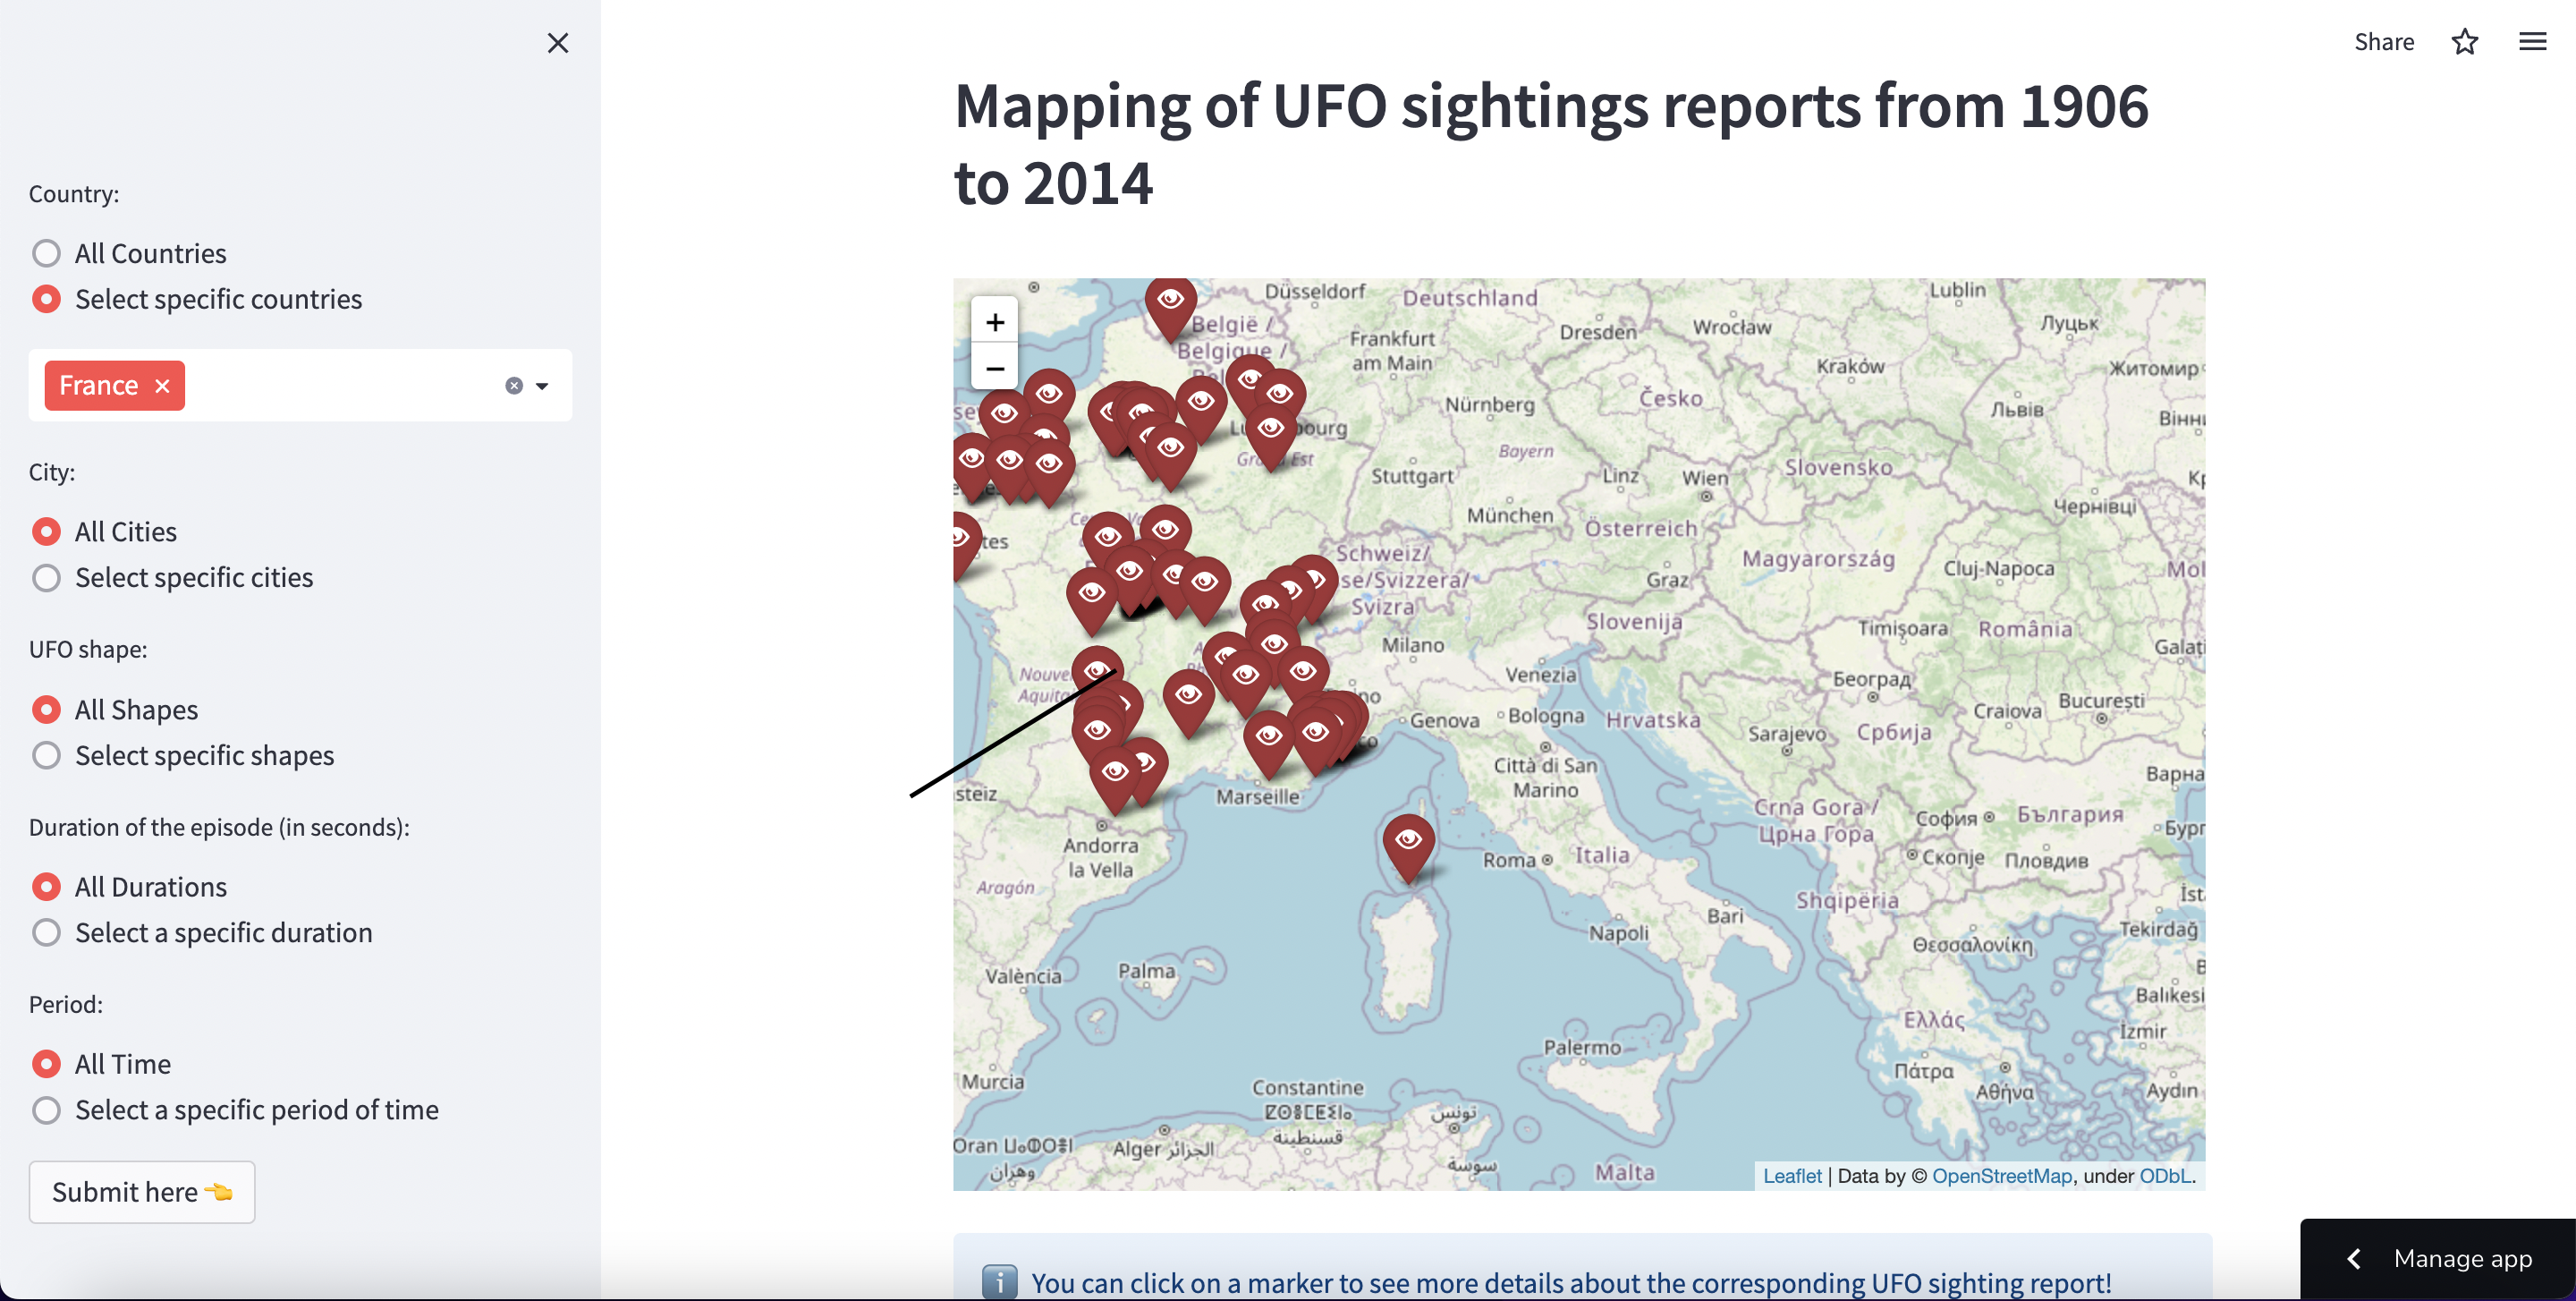 Share
Mapping of UFO sightings reports from 1906
to 2014
Country:
All Countries
Select specific countries
France
City:
All Cities
Select specific cities
UFO shape:
All Shapes
Select specific shapes
Duration of the episode (in seconds):
All Durations
Select a specific duration
Period:
All Time
Select a specific period of time
Submit here
+
−
Düsseldorf
Deutschland
Lublin
België /
Belgique /
Frankfurt
am Main
Dresden
Wrocław
Луцьк
Kraków
Житомир
Nürnberg
Česko
Львів
Stuttgart
Bayern
Linz
Wien
Slovensko
Чернівці
München
Österreich
Schweiz/
Svizra
Magyarország
Graz
Cluj-Napoca
Slovenija
Milano
Timișoara
România
Venezia
Београд
București
Genova
Bologna
Hrvatska
Craiova
Sarajevo
Србија
Città di San
Marino
Варна
Marseille
Crna Gora /
Црна Гора
София
България
Andorra
la Vella
Roma
Italia
Скопје
Пловдив
Aragón
Shqipëria
Bari
Napoli
Θεσσαλονίκη
Tekirdağ
València
Palma
Ελλάς
İzmir
Palermo
Πάτρα
Αθήνα
Aydın
Murcia
Constantine
ⵇⵙⵏⵟⵉⵏⴰ
قسنطينة
تونس
Oran
وهران
Alger الجزائر
سوسة
Malta
Leaflet | Data by © OpenStreetMap, under ODbL.
You can click on a marker to see more details about the corresponding UFO sighting report!
Manage app